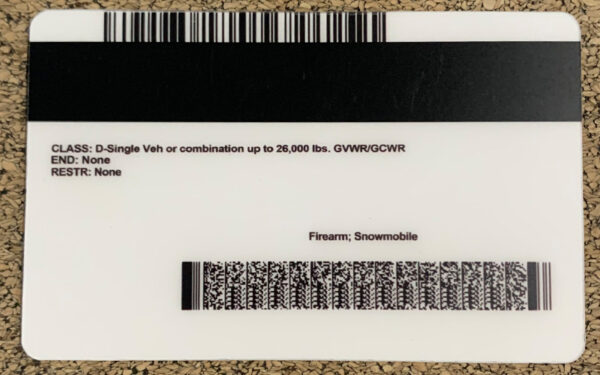 CLASS: D-Single Veh or combination up to 26,000 lbs. GVWR/GCWR
END: None
RESTR: None
Firearm; Snowmobile